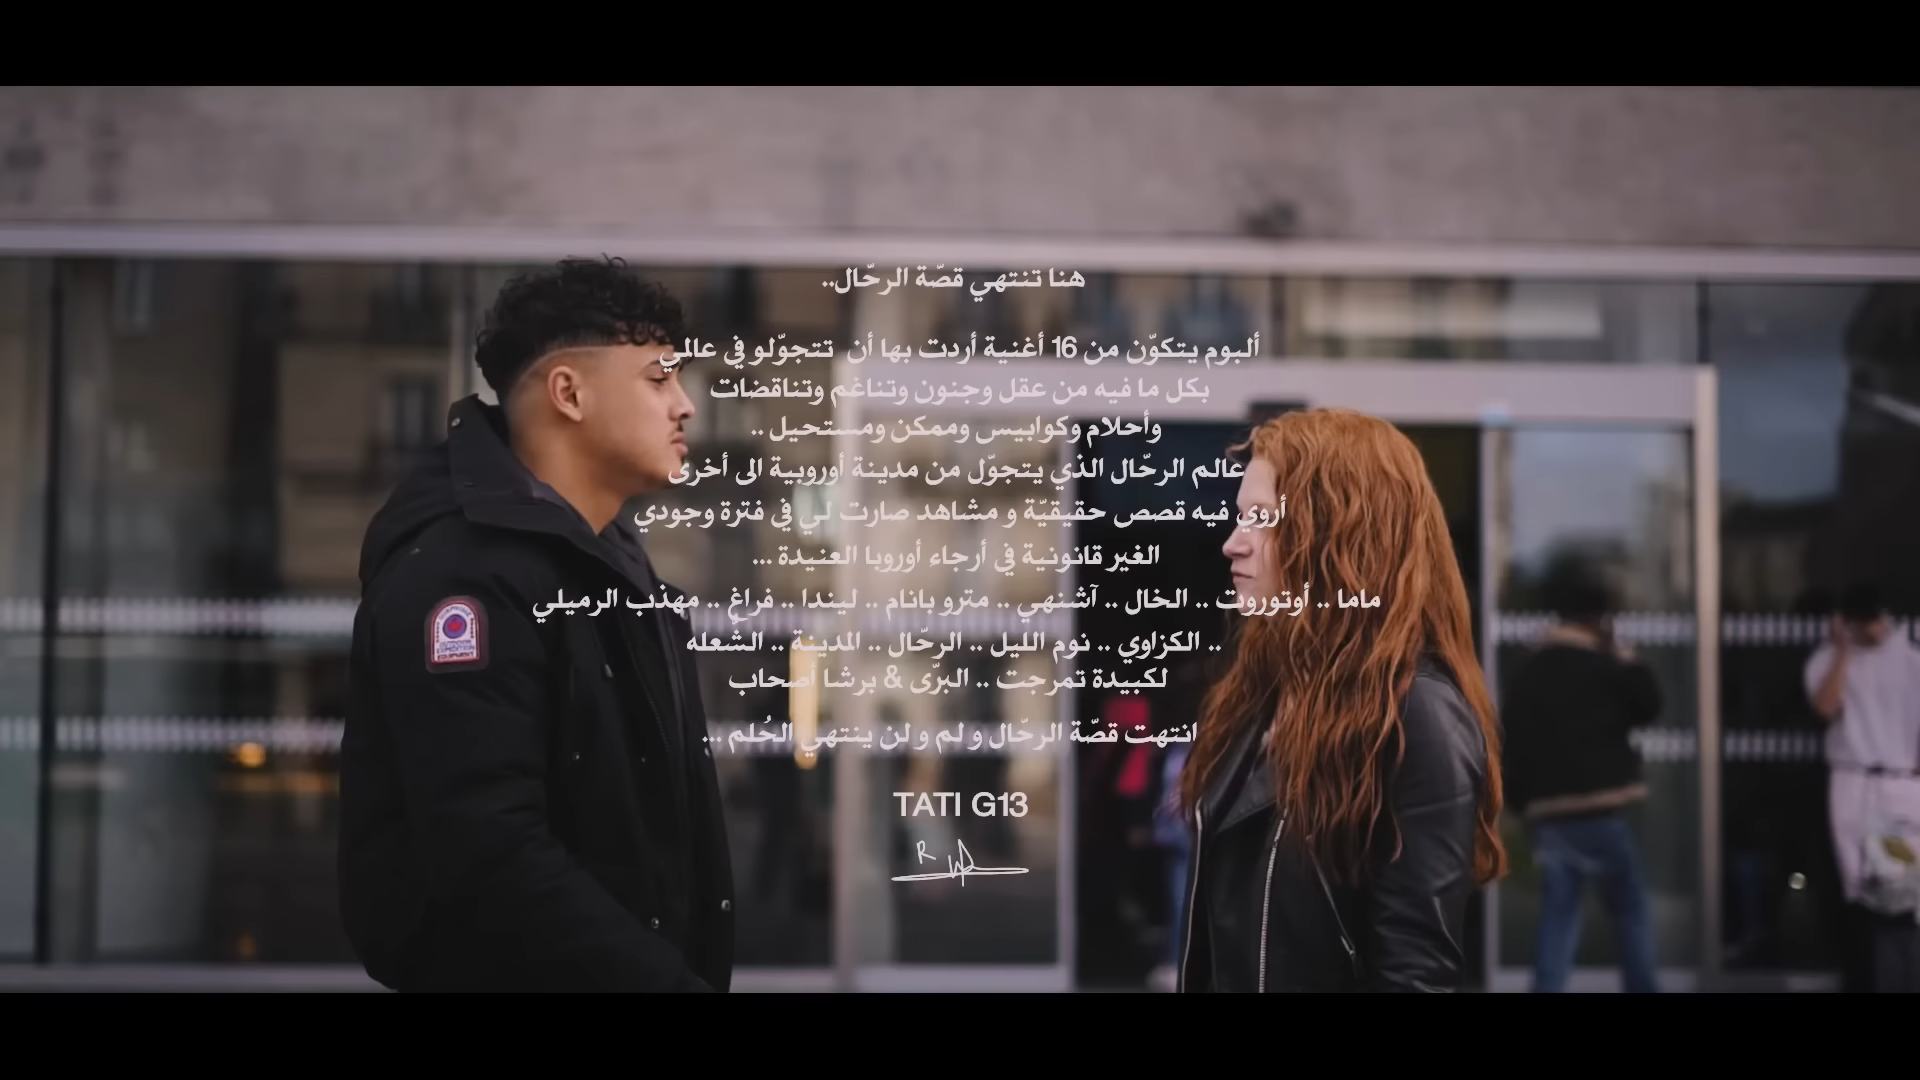 هنا تنتهي قصّة الرحّال..
ألبوم يتكوّن من 16 أغنية أردت بها أن تتجوّلو في عالمي
بكل ما فيه من عقل وجنون وتناغم وتناقضات
وأحلام وكوابيس وممكن ومستحيل ..
عالم الرحّال الذي يتجوّل من مدينة أوروبية الى أخرى
أروي فيه قصص حقيقيّة و مشاهد صارت لي في فترة وجودي
الغير قانونية في أرجاء أوروبا العنيدة ...
ماما .. أوتوروت .. الخال .. آشنهي .. مترو بانام .. ليندا .. فراغ .. مهذب الرميلي
.. الكزاوي .. نوم الليل .. الرحّال .. المدينة .. الشُعله
لكبيدة تمرجت .. البرّى & برشا أصحاب
انتهت قصّة الرحّال و لم و لن ينتهي الحُلم ...
TATI G13